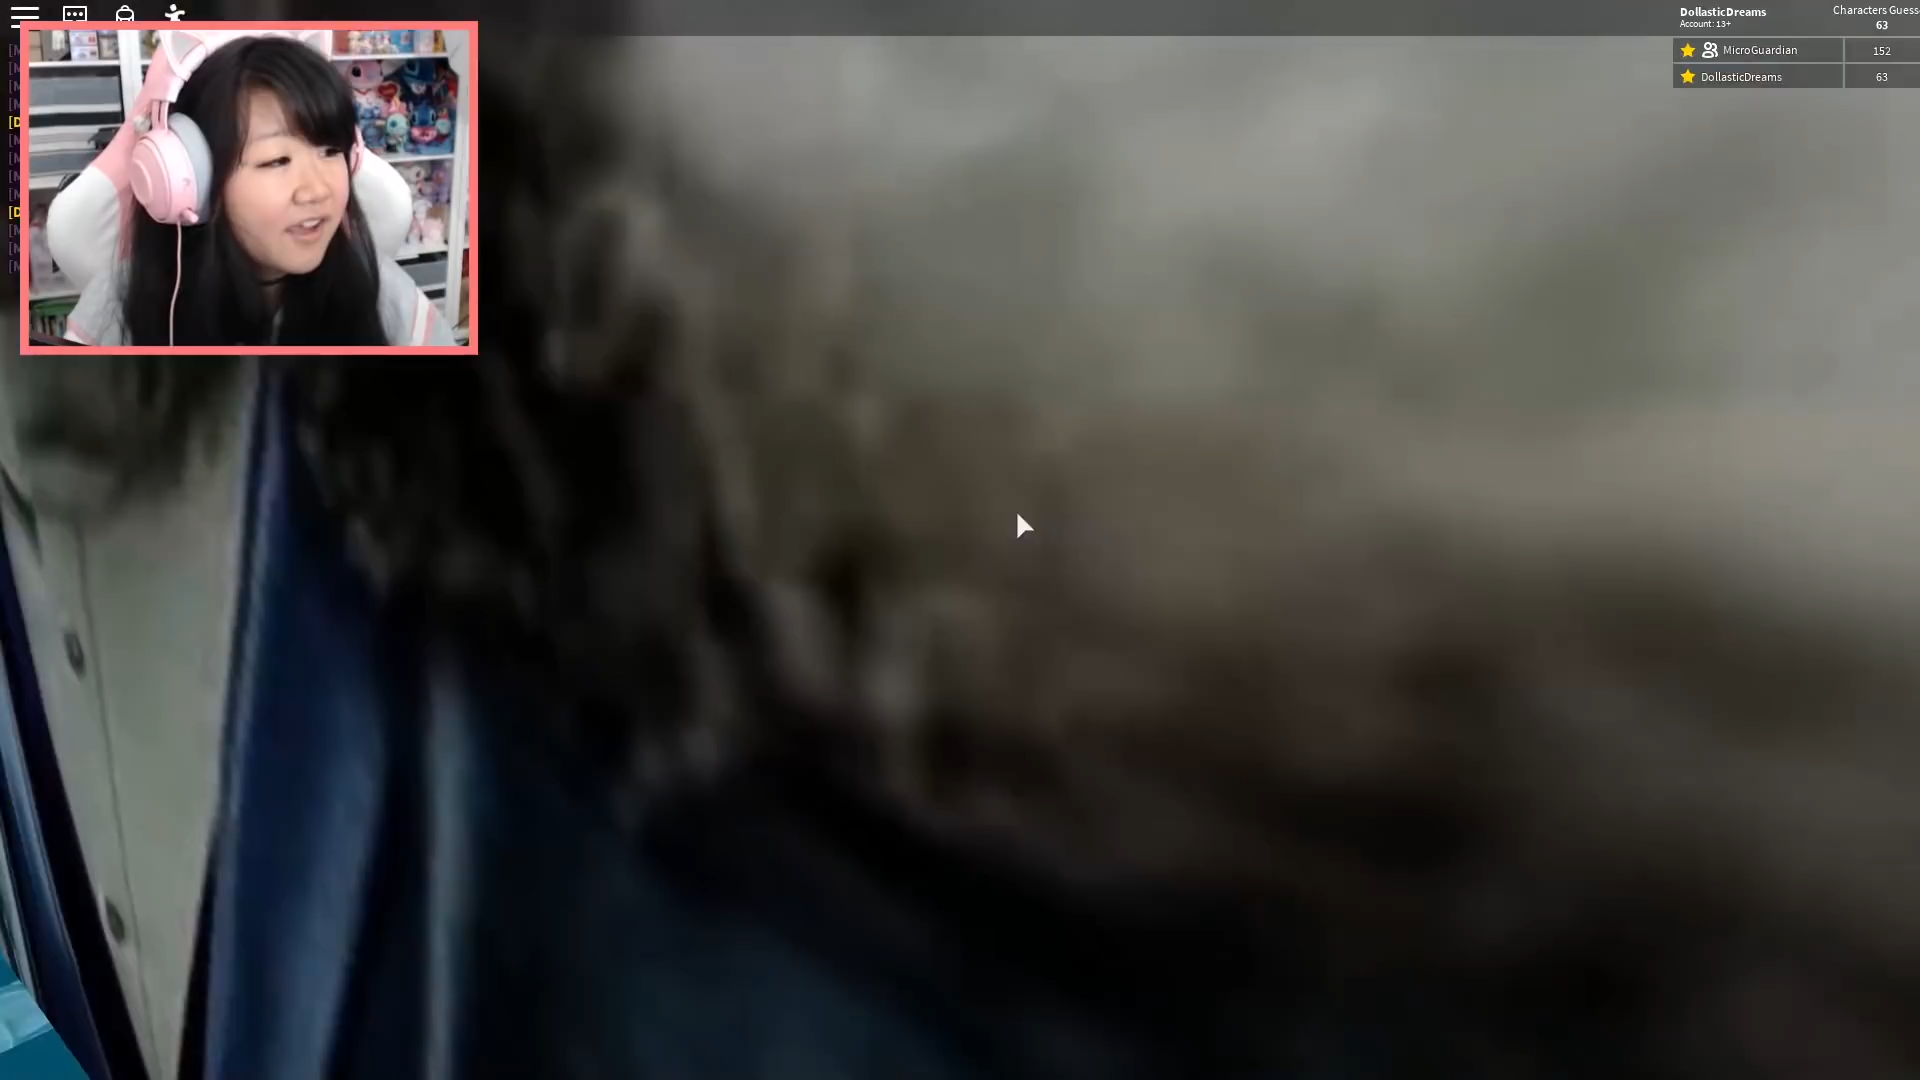 DollasticDreams
Account: 13+
Characters Guess
63
MicroGuardian 152
DollasticDreams 63
[M
[M
[M
[M
[D
[M
[M
[M
[M
[D
[M
[M
[M